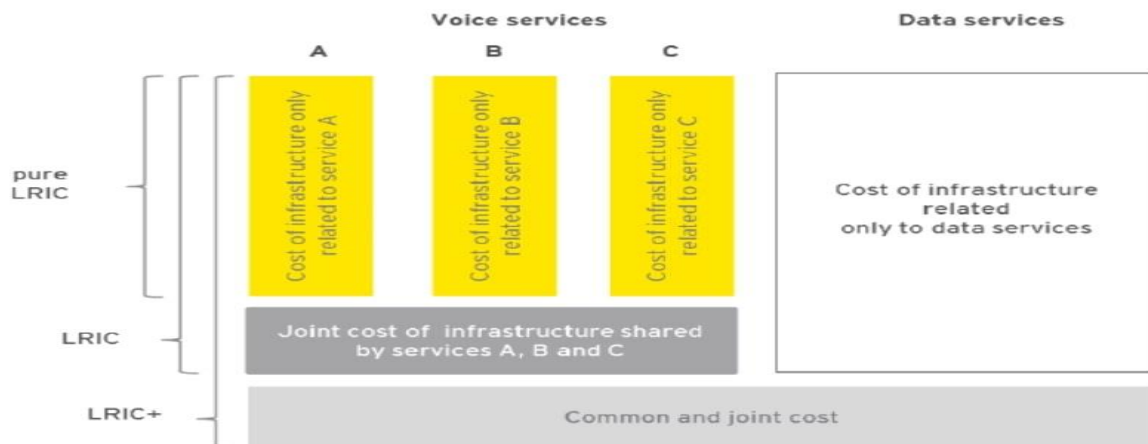 Voice services
Data services
A
B
C
Cost of infrastructure only
related to service A
Cost of infrastructure only
related to service B
Cost of infrastructure only
related to service C
pure
LRIC
Cost of infrastructure
related
only to data services
LRIC
Joint cost of infrastructure shared
by services A, B and C
LRIC+
Common and joint cost